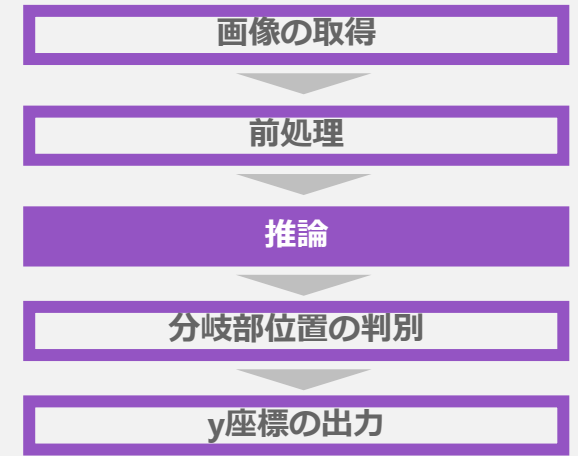 画像の取得
前処理
推論
分岐部位置の判別
y座標の出力